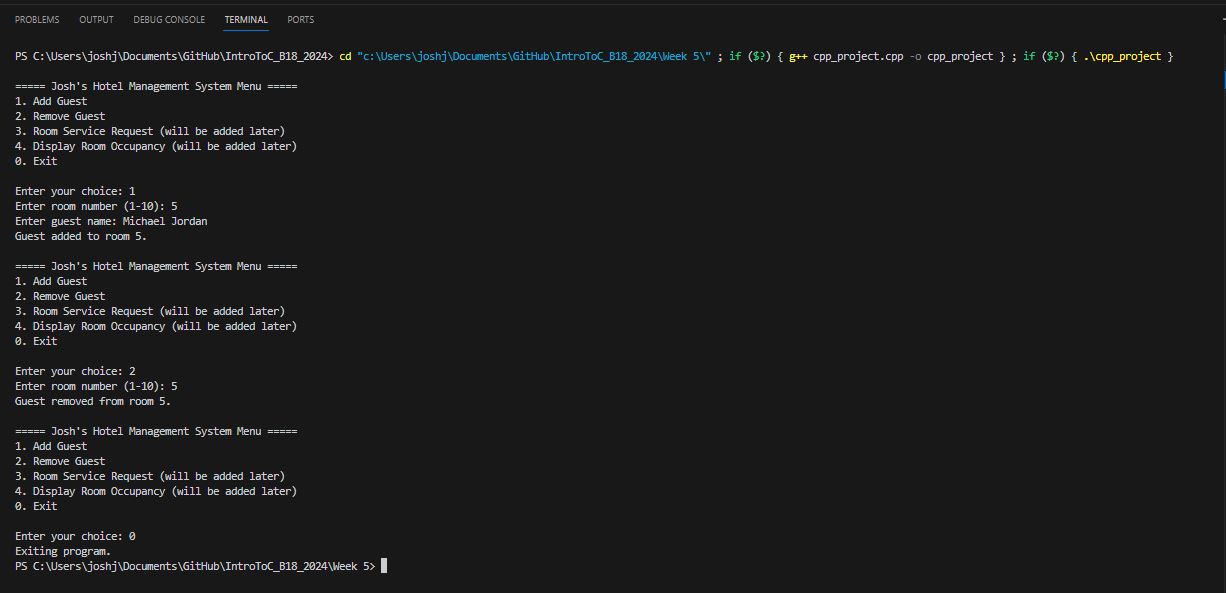 PROBLEMS OUTPUT DEBUG CONSOLE TERMINAL PORTS
PS C:\Users\joshj\Documents\GitHub\IntroToC_B18_2024> cd "c:\Users\joshj\Documents\GitHub\IntroToC_B18_2024\Week 5\" ; if ($?) { g++ cpp_project.cpp -o cpp_project } ; if ($?) { .\cpp_project }
===== Josh's Hotel Management System Menu =====
1. Add Guest
2. Remove Guest
3. Room Service Request (will be added later)
4. Display Room Occupancy (will be added later)
0. Exit
Enter your choice: 1
Enter room number (1-10): 5
Enter guest name: Michael Jordan
Guest added to room 5.
===== Josh's Hotel Management System Menu =====
1. Add Guest
2. Remove Guest
3. Room Service Request (will be added later)
4. Display Room Occupancy (will be added later)
0. Exit
Enter your choice: 2
Enter room number (1-10): 5
Guest removed from room 5.
===== Josh's Hotel Management System Menu =====
1. Add Guest
2. Remove Guest
3. Room Service Request (will be added later)
4. Display Room Occupancy (will be added later)
0. Exit
Enter your choice: 0
Exiting program.
PS C:\Users\joshj\Documents\GitHub\IntroToC_B18_2024\Week 5>